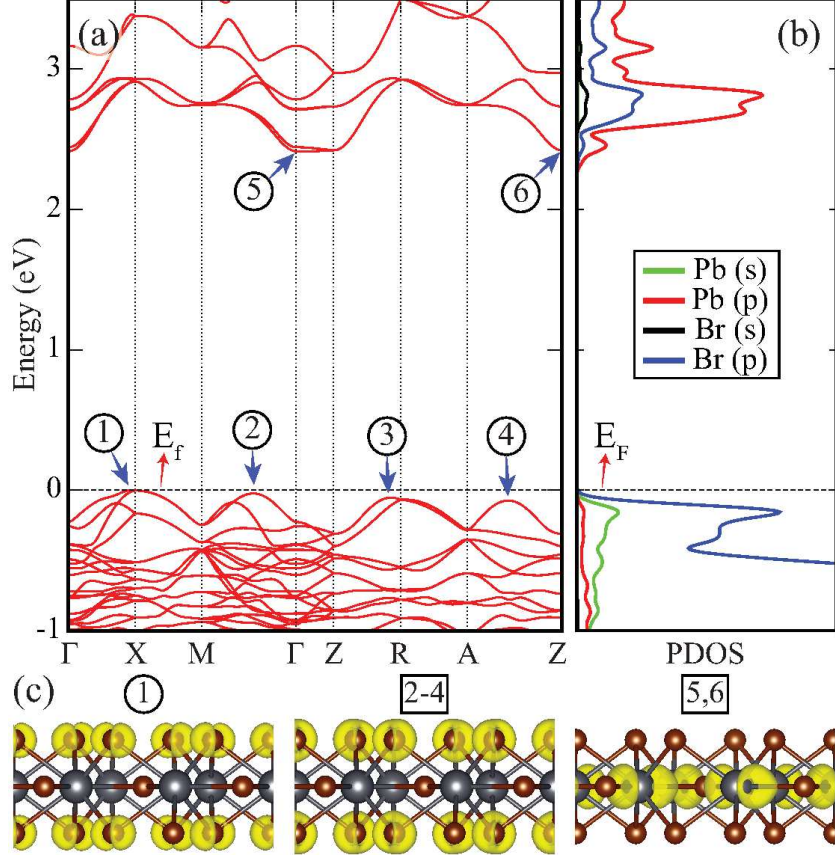 (a)
(b)
3
2
1
0
-1
Energy (eV)
5
6
Pb (s)
Pb (p)
Br (s)
Br (p)
1
E_f
2
3
4
E_F
Γ X M Γ Z R A Z
PDOS
(c)
1
2-4
5,6